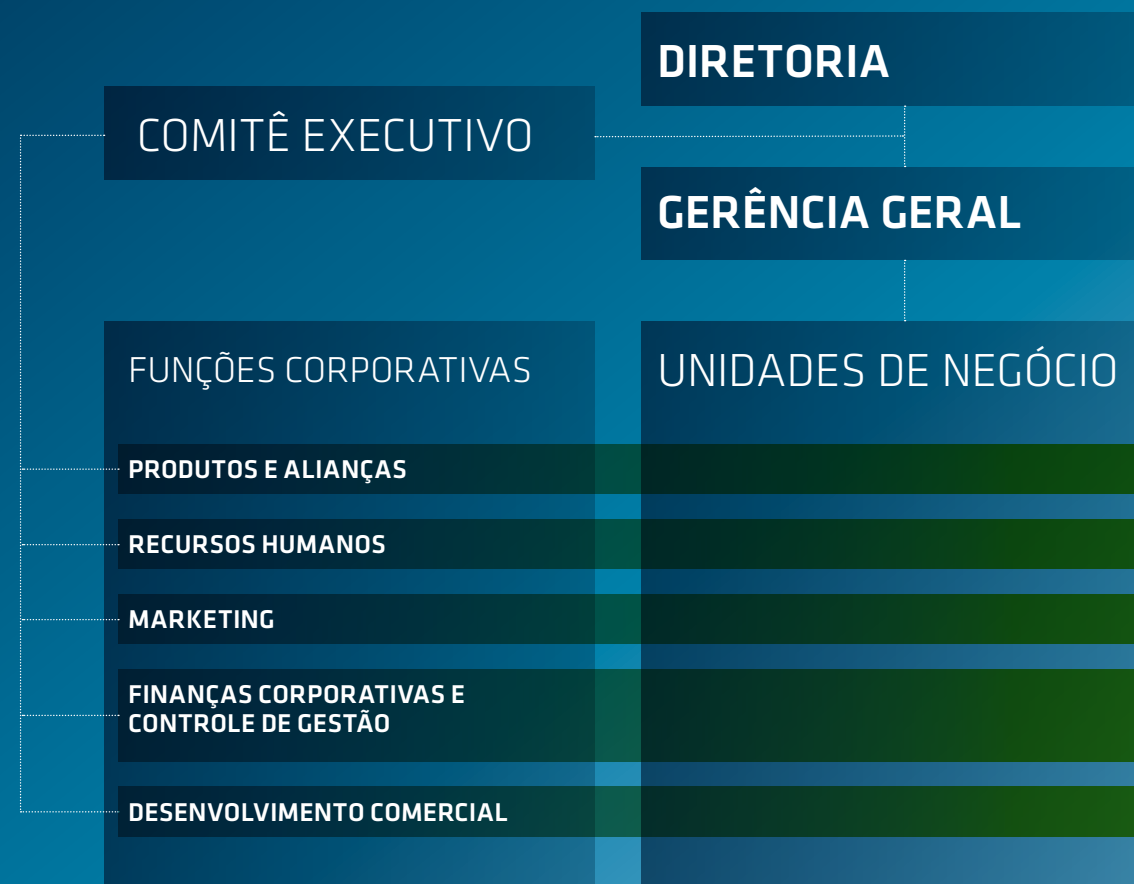 DIRETORIA
COMITÊ EXECUTIVO
GERÊNCIA GERAL
FUNÇÕES CORPORATIVAS
UNIDADES DE NEGÓCIO
PRODUTOS E ALIANÇAS
RECURSOS HUMANOS
MARKETING
FINANÇAS CORPORATIVAS E
CONTROLE DE GESTÃO
DESENVOLVIMENTO COMERCIAL